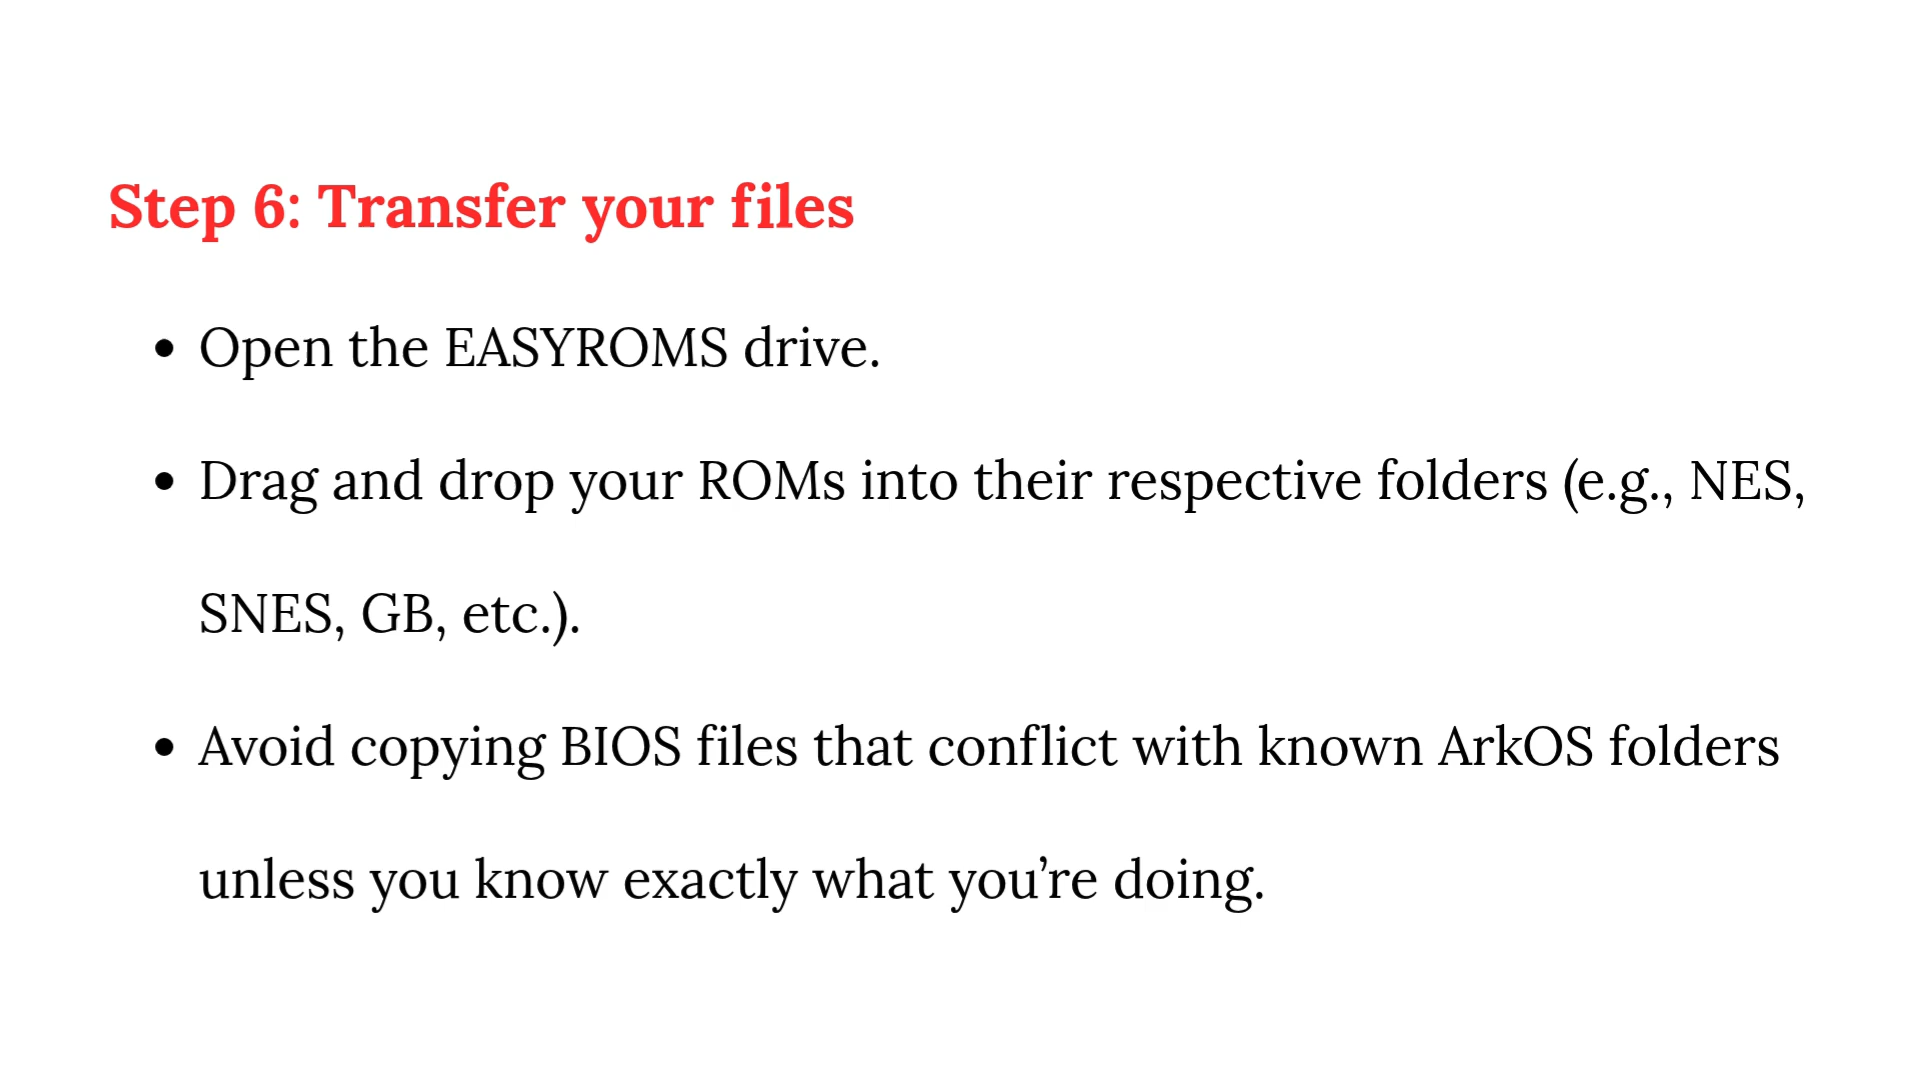 Step 6: Transfer your files
• Open the EASYROMS drive.
• Drag and drop your ROMs into their respective folders (e.g., NES,
SNES, GB, etc.).
• Avoid copying BIOS files that conflict with known ArkOS folders
unless you know exactly what you’re doing.